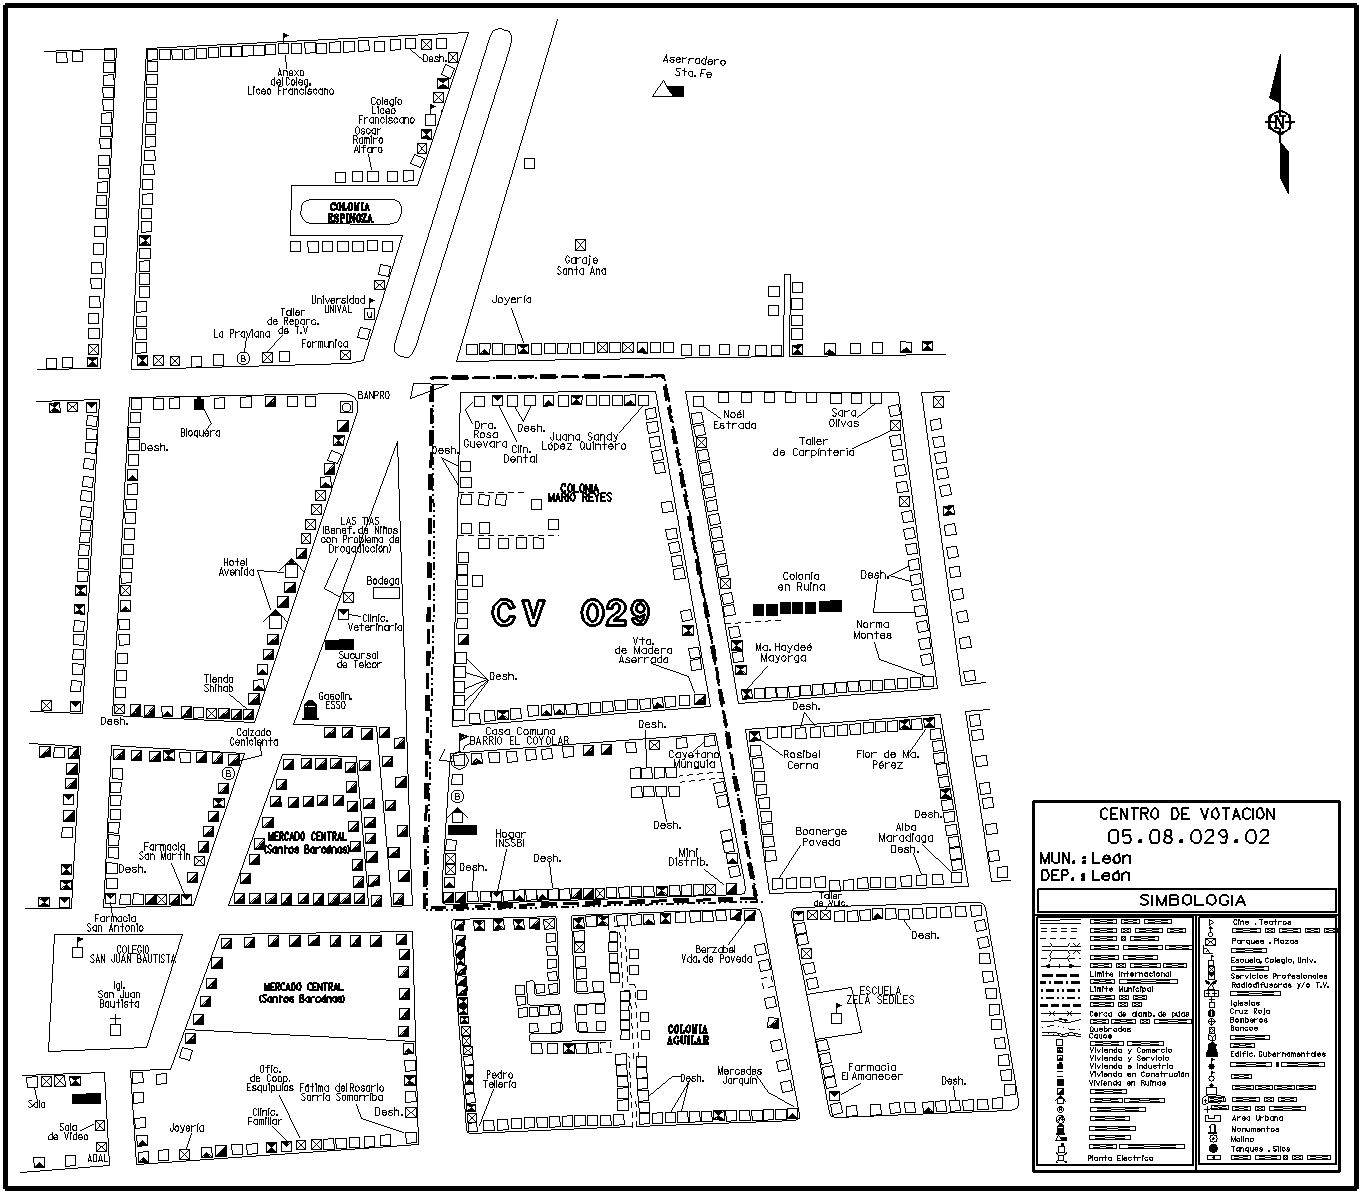 Aserradero
Sta. Fe
N
Desh.
Anexo
del Coleg.
Liceo Franciscano
Colegio
Liceo
Franciscano
Oscar
Ramiro
Alfaro
COLONIA
ESPINOZA
Garaje
Santa Ana
Universidad
UNIVAL
U
Joyería
Taller
de Reparac.
de T.V
La Praviana
B
Formunica
BANPRO
Bloquera
Desh.
Dra.
Rosa
Guevara
Desh.
Clin.
Dental
Juana Sandy
López Quintero
Desh.
Noél
Estrada
Sara
Olivas
Taller
de Carpintería
COLONIA
MARIO REYES
LAS TIAS
(Benef. de Niños
con Problema de
Drogadicción)
Hotel
Avenida
Bodega
Clinic.
Veterinaria
Sucursal
de Telcor
Colonia
en Ruina
Desh.
CV 029
Vta.
de Madera
Aserrada
Norma
Montes
Ma. Haydeé
Mayorga
Tienda
Shihab
Desh.
Gasolin.
ESSO
Desh.
Desh.
Desh.
Calzado
Cenicienta
Casa Comuna
BARRIO EL COYOLAR
B
B
Cayetano
Munguía
Rosibel
Cerna
Flor de Ma.
Pérez
MERCADO CENTRAL
(Santos Barcenas)
Farmacia
San Martin
Desh.
Hogar
INSSBI
Desh.
Desh.
Desh.
Mini
Distrib.
Boanerge
Poveda
Desh.
Alba
Maradiaga
Desh.
Taller
de
CENTRO DE VOTACION
05.08.029.02
MUN.: León
DEP.: León
SIMBOLOGIA
Limite Internacional
Limite Municipal
Cerca de alamb. de púas
Quebradas
Cauce
Vivienda y Comercio
Vivienda y Servicio
Vivienda e Industria
Vivienda en Construción
Vivienda en Ruinas
Planta Electrica
Cine . Teatros
Parques . Plazas
Escuela, Colegio, Univ.
Servicios Profesionales
Radiodifusoras y/o T.V.
Iglesias
Cruz Roja
Bomberos
Bancos
Edific. Gubernamentales
Area Urbana
Monumentos
Molino
Tanques . Silos
Farmacia
San Antonio
COLEGIO
SAN JUAN BAUTISTA
Igl.
San Juan
Bautista
MERCADO CENTRAL
(Santos Barcenas)
Berzabel
Vda. de Poveda
Desh.
ESCUELA
ZELA SEDILES
COLONIA
AGUILAR
Pedro
Tellería
Desh.
Mercedes
Jarquín
Farmacia
El Amanecer
Desh.
Ofic.
de Coop.
Esquipulas
Fátima del Rosario
Sarria Somarriba
Desh.
Clinic.
Familiar
Joyería
Sala
Sala
de Video